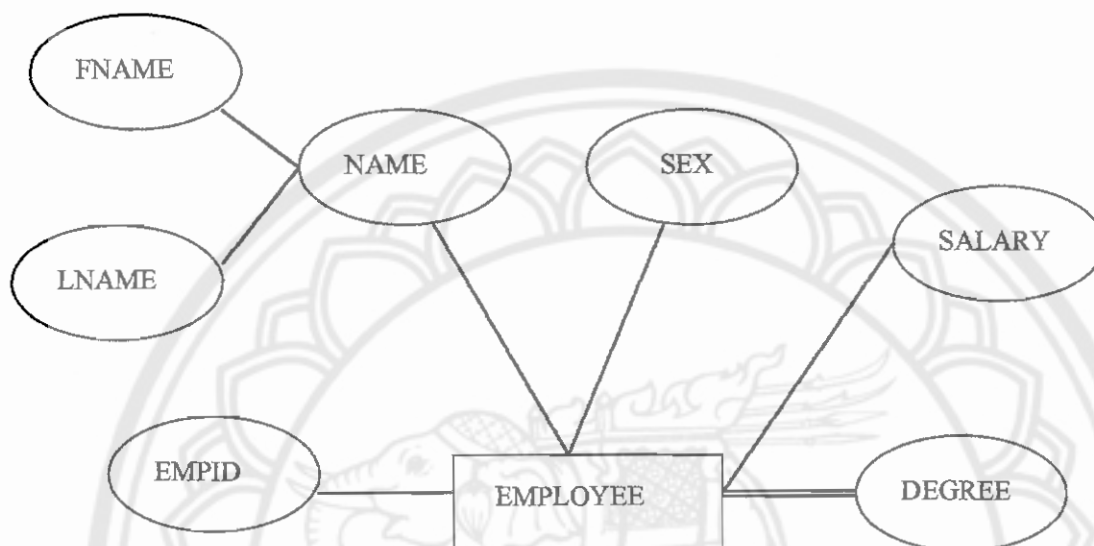 FNAME
NAME
SEX
SALARY
LNAME
EMPID
EMPLOYEE
DEGREE